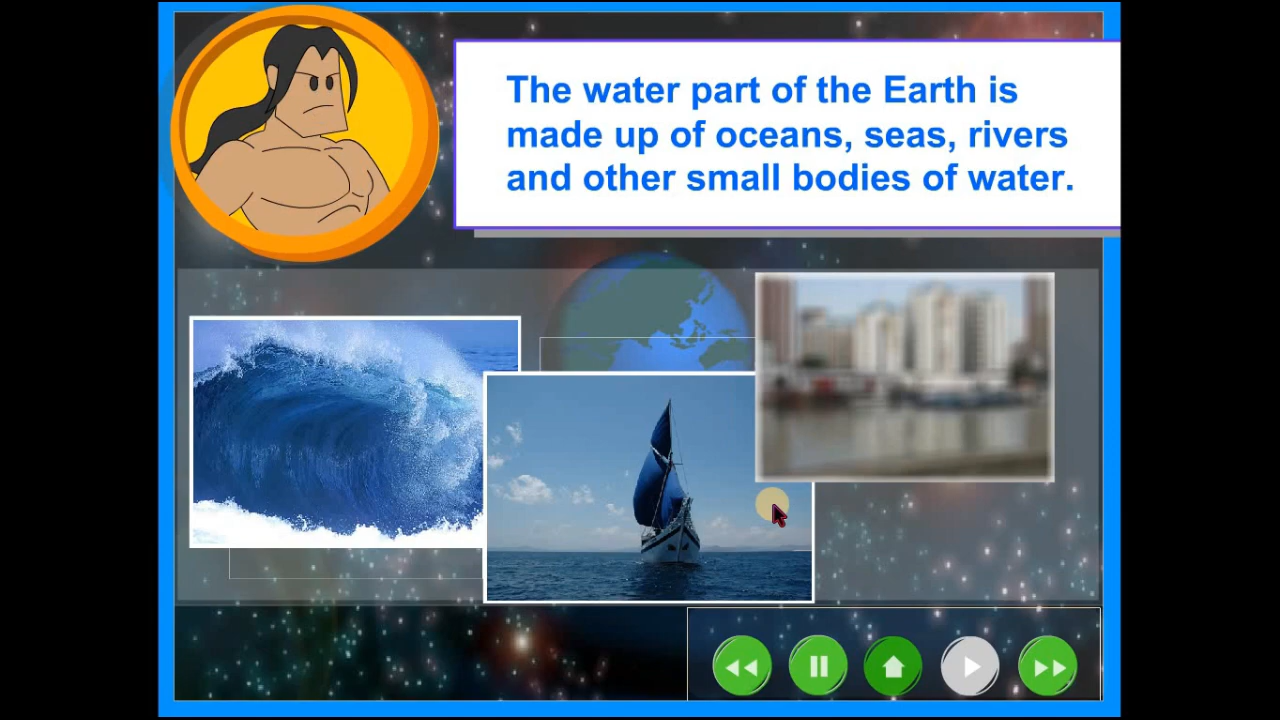 The water part of the Earth is
made up of oceans, seas, rivers
and other small bodies of water.